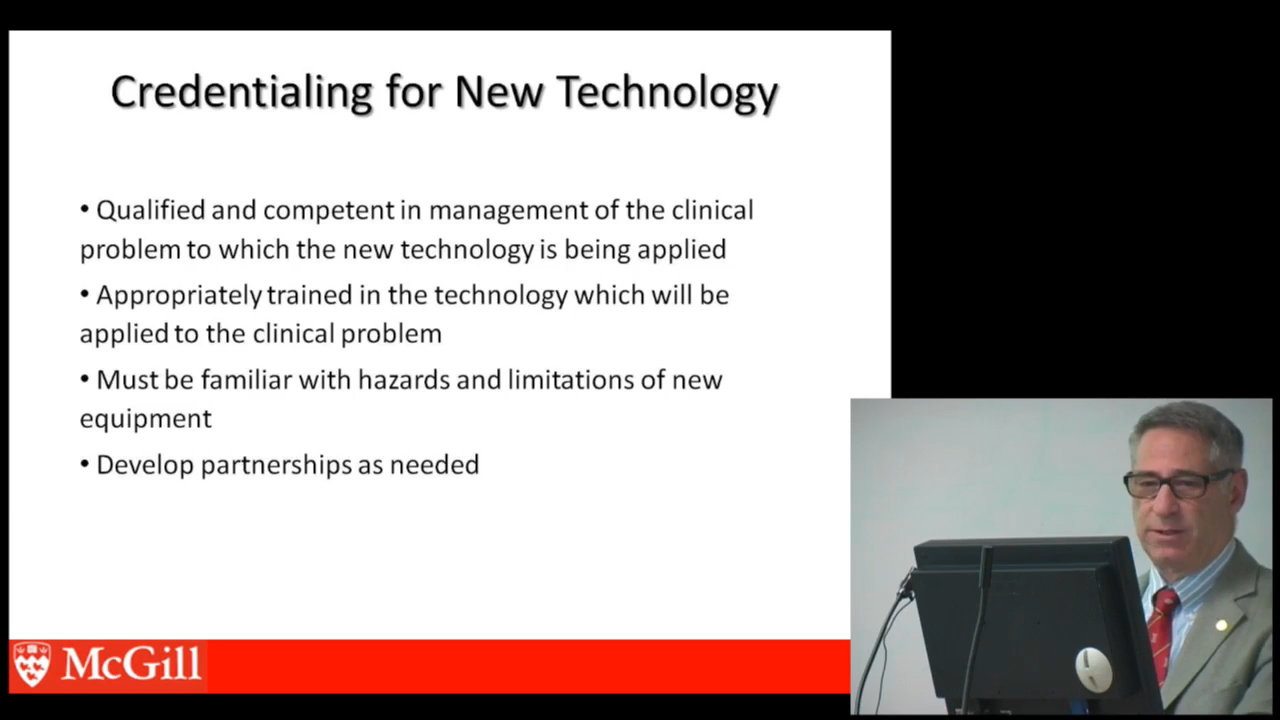 Credentialing for New Technology
• Qualified and competent in management of the clinical
problem to which the new technology is being applied
• Appropriately trained in the technology which will be
applied to the clinical problem
• Must be familiar with hazards and limitations of new
equipment
• Develop partnerships as needed
McGill